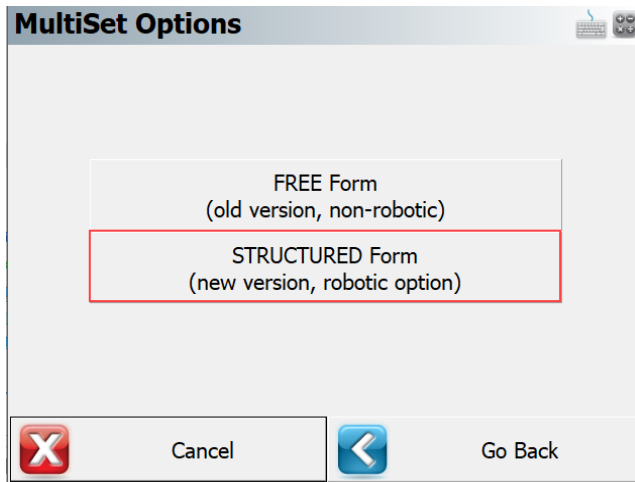 MultiSet Options
FREE Form
(old version, non-robotic)
STRUCTURED Form
(new version, robotic option)
Cancel
Go Back